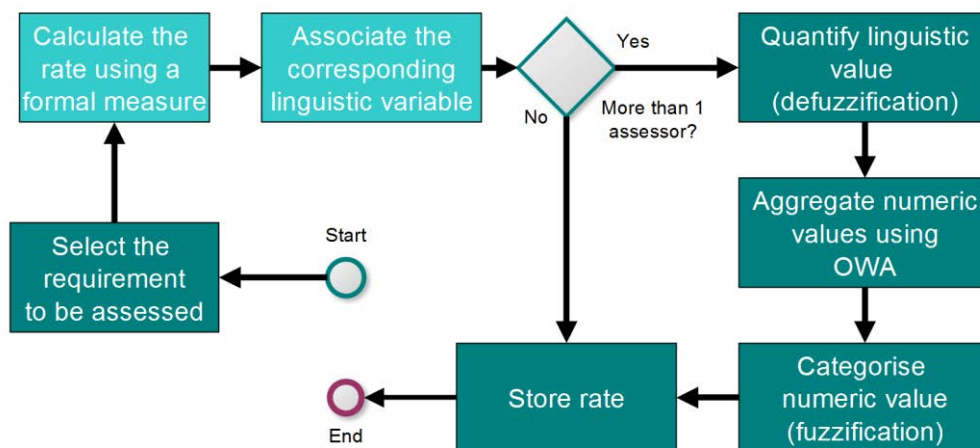 Calculate the
rate using a
formal measure
Associate the
corresponding
linguistic variable
Yes
No
More than 1
assessor?
Quantify linguistic
value
(defuzzification)
Aggregate numeric
values using
OWA
Select the
requirement
to be assessed
Start
Categorise
numeric value
(fuzzification)
Store rate
End